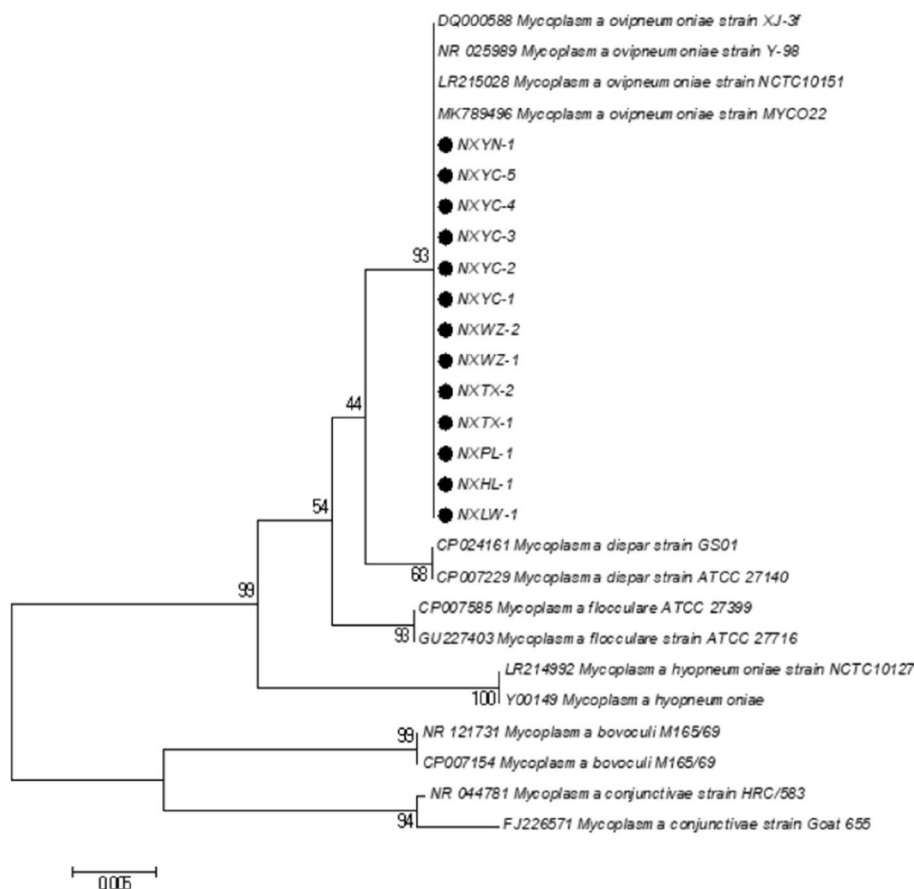 DQ000588 Mycoplasma ovipneumoniae strain XJ-3f
NR 025989 Mycoplasma ovipneumoniae strain Y-98
LR215028 Mycoplasma ovipneumoniae strain NCTC10151
MK789496 Mycoplasma ovipneumoniae strain MYCO22
NXYN-1
NXYC-5
NXYC-4
NXYC-3
93
NXYC-2
NXYC-1
NXWZ-2
NXWZ-1
NXTX-2
44
NXTX-1
NXPL-1
NXHL-1
54
NXLW-1
CP024161 Mycoplasma dispar strain GS01
68
CP007229 Mycoplasma dispar strain ATCC 27140
99
CP007585 Mycoplasma flocculare ATCC 27399
93
GU227403 Mycoplasma flocculare strain ATCC 27716
LR214992 Mycoplasma hyopneumoniae strain NCTC10127
100
Y00149 Mycoplasma hyopneumoniae
99
NR 121731 Mycoplasma bovoculi M165/69
CP007154 Mycoplasma bovoculi M165/69
NR 044781 Mycoplasma conjunctivae strain HRC/583
94
FJ226571 Mycoplasma conjunctivae strain Goat 655
0.005